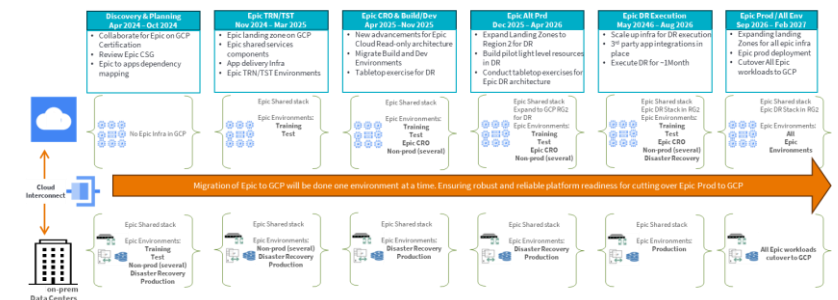 Discovery & Planning
Apr 2024 - Oct 2024
• Collaborate for Epic on GCP
Certification
• Review Epic CSG
• Epic to apps dependency
mapping
Epic TRN/TST
Nov 2024 - Mar 2025
• Epic landing zone on GCP
• Epic shared services
components
• App delivery Infra
• Epic TRN/TST Environments
Epic CRO & Build/Dev
Apr 2025 -Nov 2025
• New advancements for Epic
Cloud Read-only architecture
• Migrate Build and Dev
Environments
• Tabletop exercise for DR
Epic Alt Prd
Dec 2025 - Apr 2026
• Expand Landing Zones to
Region 2 for DR
• Build pilot light level resources
in DR
• Conduct tabletop exercises for
Epic DR architecture
Epic DR Execution
May 20246 - Aug 2026
• Scale up infra for DR execution
• 3rd party app integrations in
place
• Execute DR for ~1Month
Epic Prod / All Env
Sep 2026 - Feb 2027
• Expanding landing
Zones for all epic infra
• Epic prod deployment
• Cutover All Epic
workloads to GCP
No Epic Infra in GCP
Epic Shared stack
Epic Environments:
Training
Test
Epic Shared stack
Epic Environments:
Training
Test
Epic CRO
Non-prod (several)
Epic Shared stack
Expand to GCP RG2
for DR
Epic Environments:
Training
Test
Epic CRO
Non-prod (several)
Epic Shared stack
Epic DR Stack in RG2
Epic Environments:
Training
Test
Epic CRO
Non-prod (several)
Disaster Recovery
Epic Shared stack
Epic DR Stack in RG2
Epic Environments:
All
Epic
Environments
Cloud
Interconnect
Migration of Epic to GCP will be done one environment at a time. Ensuring robust and reliable platform readiness for cutting over Epic Prod to GCP
on-prem
Data Centers
Epic Shared stack
Epic Environments:
Training
Test
Non-prod (several)
Disaster Recovery
Production
Epic Shared stack
Epic Environments:
Non-prod (several)
Disaster Recovery
Production
Epic Shared stack
Epic Environments:
Disaster Recovery
Production
Epic Shared stack
Epic Environments:
Disaster Recovery
Production
Epic Shared stack
Epic Environments:
Production
All Epic workloads
cutover to GCP